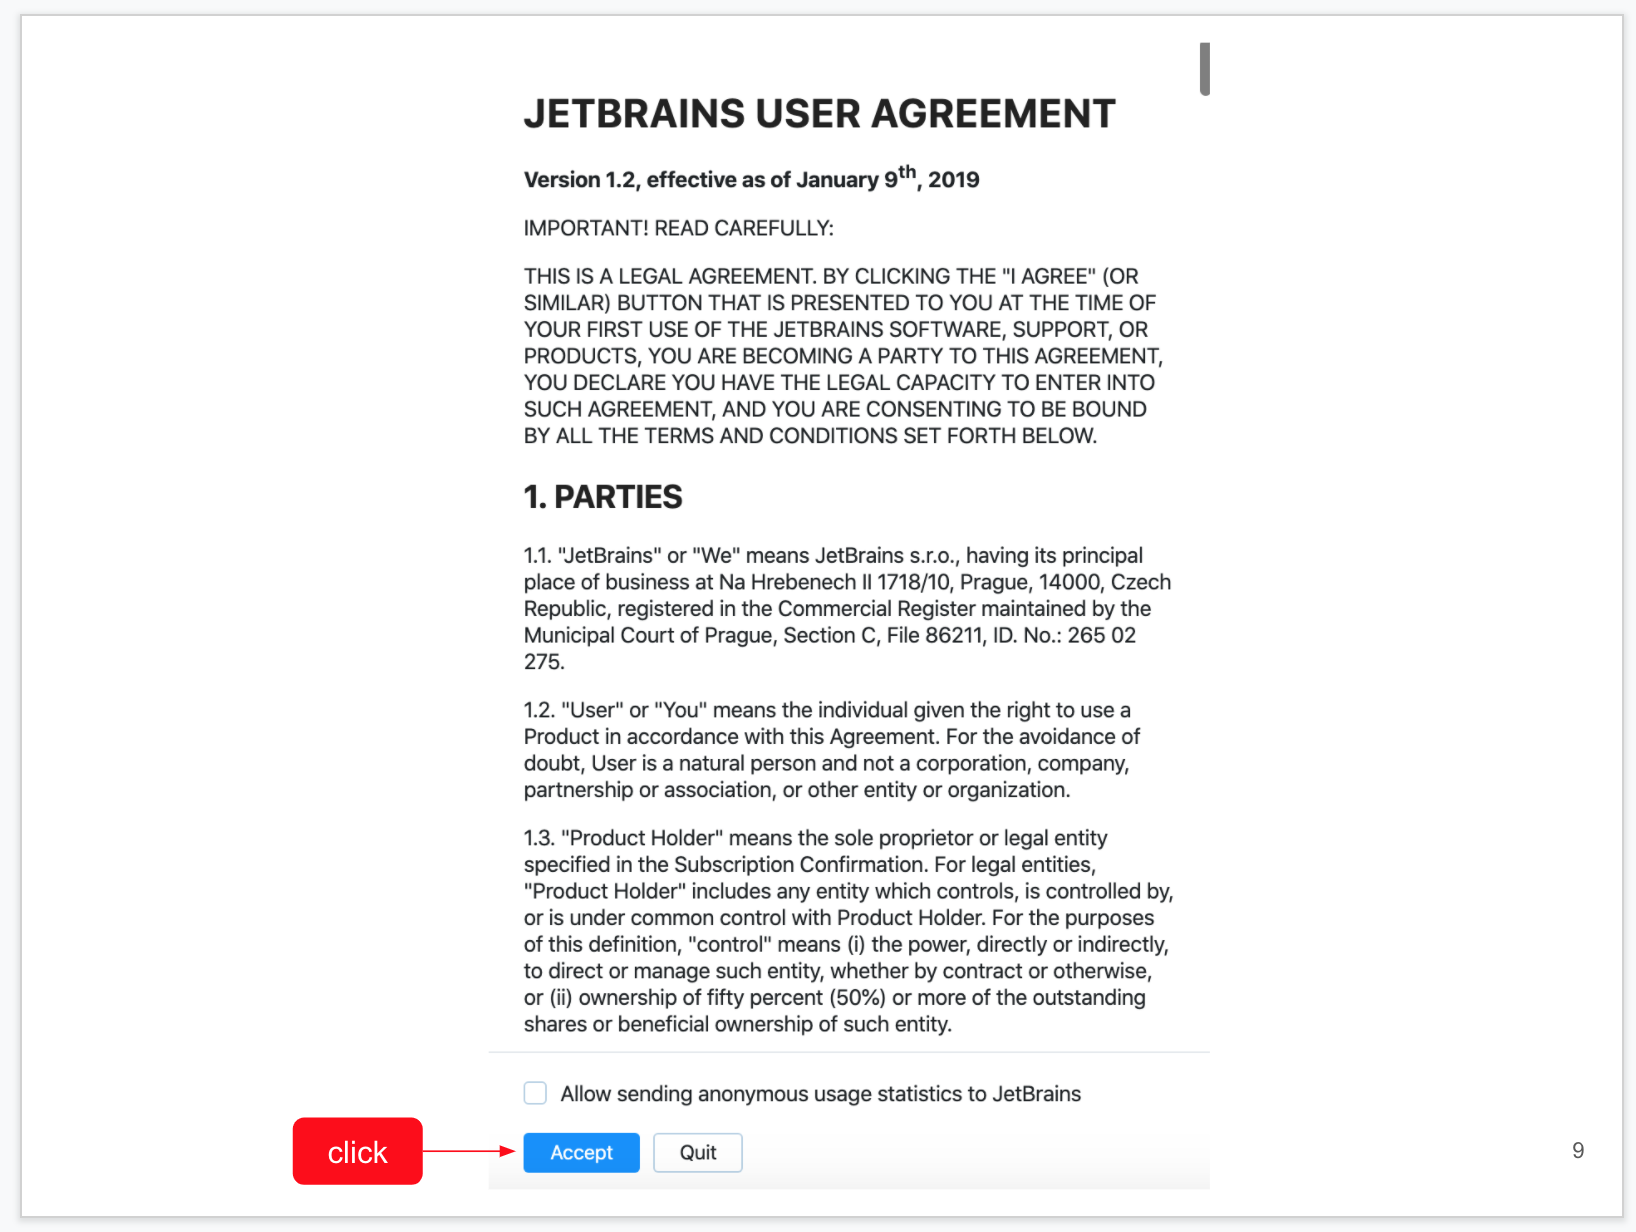 JETBRAINS USER AGREEMENT
Version 1.2, effective as of January 9th, 2019
IMPORTANT! READ CAREFULLY:
THIS IS A LEGAL AGREEMENT. BY CLICKING THE "I AGREE" (OR
SIMILAR) BUTTON THAT IS PRESENTED TO YOU AT THE TIME OF
YOUR FIRST USE OF THE JETBRAINS SOFTWARE, SUPPORT, OR
PRODUCTS, YOU ARE BECOMING A PARTY TO THIS AGREEMENT,
YOU DECLARE YOU HAVE THE LEGAL CAPACITY TO ENTER INTO
SUCH AGREEMENT, AND YOU ARE CONSENTING TO BE BOUND
BY ALL THE TERMS AND CONDITIONS SET FORTH BELOW.
1. PARTIES
1.1. "JetBrains" or "We" means JetBrains s.r.o., having its principal
place of business at Na Hrebenech II 1718/10, Prague, 14000, Czech
Republic, registered in the Commercial Register maintained by the
Municipal Court of Prague, Section C, File 86211, ID. No.: 265 02
275.
1.2. "User" or "You" means the individual given the right to use a
Product in accordance with this Agreement. For the avoidance of
doubt, User is a natural person and not a corporation, company,
partnership or association, or other entity or organization.
1.3. "Product Holder" means the sole proprietor or legal entity
specified in the Subscription Confirmation. For legal entities,
"Product Holder" includes any entity which controls, is controlled by,
or is under common control with Product Holder. For the purposes
of this definition, "control" means (i) the power, directly or indirectly,
to direct or manage such entity, whether by contract or otherwise,
or (ii) ownership of fifty percent (50%) or more of the outstanding
shares or beneficial ownership of such entity.
Allow sending anonymous usage statistics to JetBrains
click
Accept
Quit
9